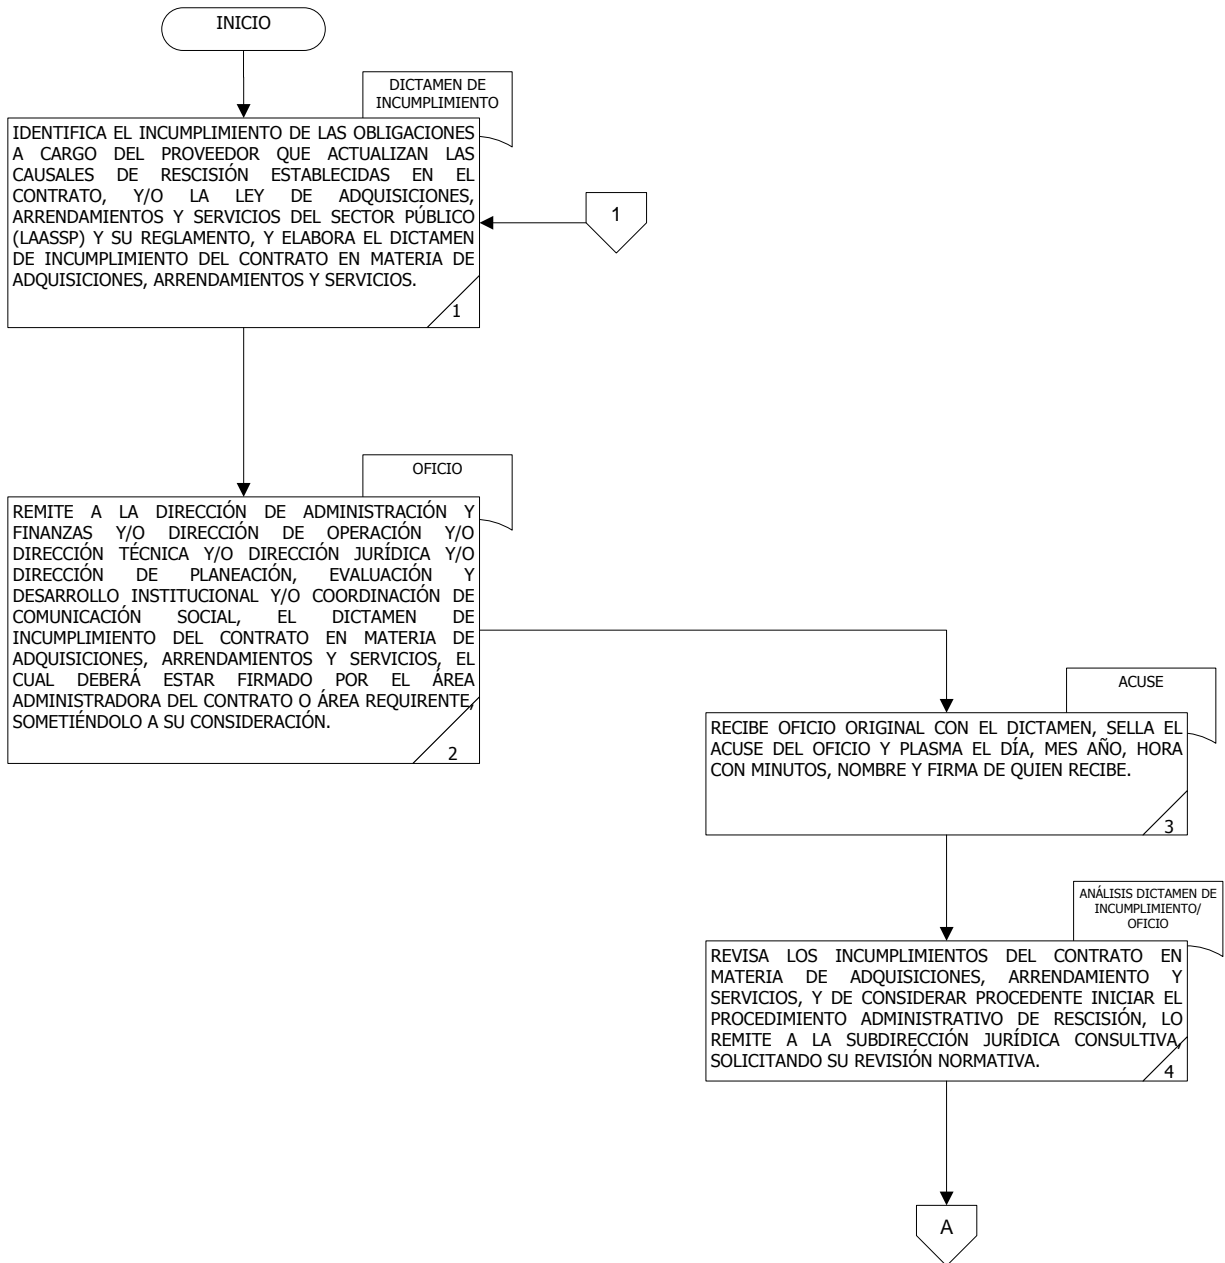 INICIO
DICTAMEN DE
INCUMPLIMIENTO
IDENTIFICA EL INCUMPLIMIENTO DE LAS OBLIGACIONES
A CARGO DEL PROVEEDOR QUE ACTUALIZAN LAS
CAUSALES DE RESCISIÓN ESTABLECIDAS EN EL
CONTRATO, Y/O LA LEY DE ADQUISICIONES,
ARRENDAMIENTOS Y SERVICIOS DEL SECTOR PÚBLICO
(LAASSP) Y SU REGLAMENTO, Y ELABORA EL DICTAMEN
DE INCUMPLIMIENTO DEL CONTRATO EN MATERIA DE
ADQUISICIONES, ARRENDAMIENTOS Y SERVICIOS.
1
1
OFICIO
REMITE A LA DIRECCIÓN DE ADMINISTRACIÓN Y
FINANZAS Y/O DIRECCIÓN DE OPERACIÓN Y/O
DIRECCIÓN TÉCNICA Y/O DIRECCIÓN JURÍDICA Y/O
DIRECCIÓN DE PLANEACIÓN, EVALUACIÓN Y
DESARROLLO INSTITUCIONAL Y/O COORDINACIÓN DE
COMUNICACIÓN SOCIAL, EL DICTAMEN DE
INCUMPLIMIENTO DEL CONTRATO EN MATERIA DE
ADQUISICIONES, ARRENDAMIENTOS Y SERVICIOS, EL
CUAL DEBERÁ ESTAR FIRMADO POR EL ÁREA
ADMINISTRADORA DEL CONTRATO O ÁREA REQUIRENTE,
SOMETIÉNDOLO A SU CONSIDERACIÓN.
2
ACUSE
RECIBE OFICIO ORIGINAL CON EL DICTAMEN, SELLA EL
ACUSE DEL OFICIO Y PLASMA EL DÍA, MES AÑO, HORA
CON MINUTOS, NOMBRE Y FIRMA DE QUIEN RECIBE.
3
ANÁLISIS DICTAMEN DE
INCUMPLIMIENTO/
OFICIO
REVISA LOS INCUMPLIMIENTOS DEL CONTRATO EN
MATERIA DE ADQUISICIONES, ARRENDAMIENTO Y
SERVICIOS, Y DE CONSIDERAR PROCEDENTE INICIAR EL
PROCEDIMIENTO ADMINISTRATIVO DE RESCISIÓN, LO
REMITE A LA SUBDIRECCIÓN JURÍDICA CONSULTIVA,
SOLICITANDO SU REVISIÓN NORMATIVA.
4
A